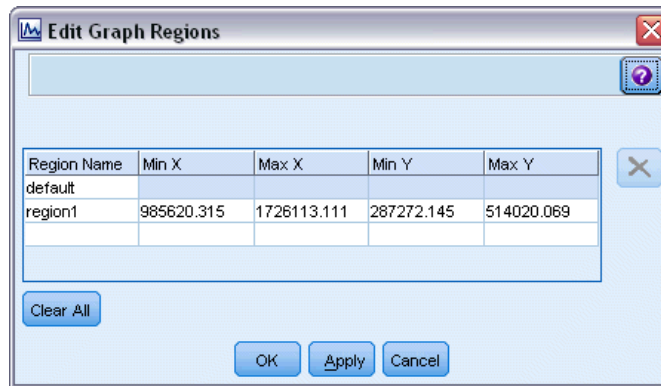 Edit Graph Regions
?
Region Name Min X Max X Min Y Max Y
default
region1 985620.315 1726113.111 287272.145 514020.069
Clear All
OK Apply Cancel